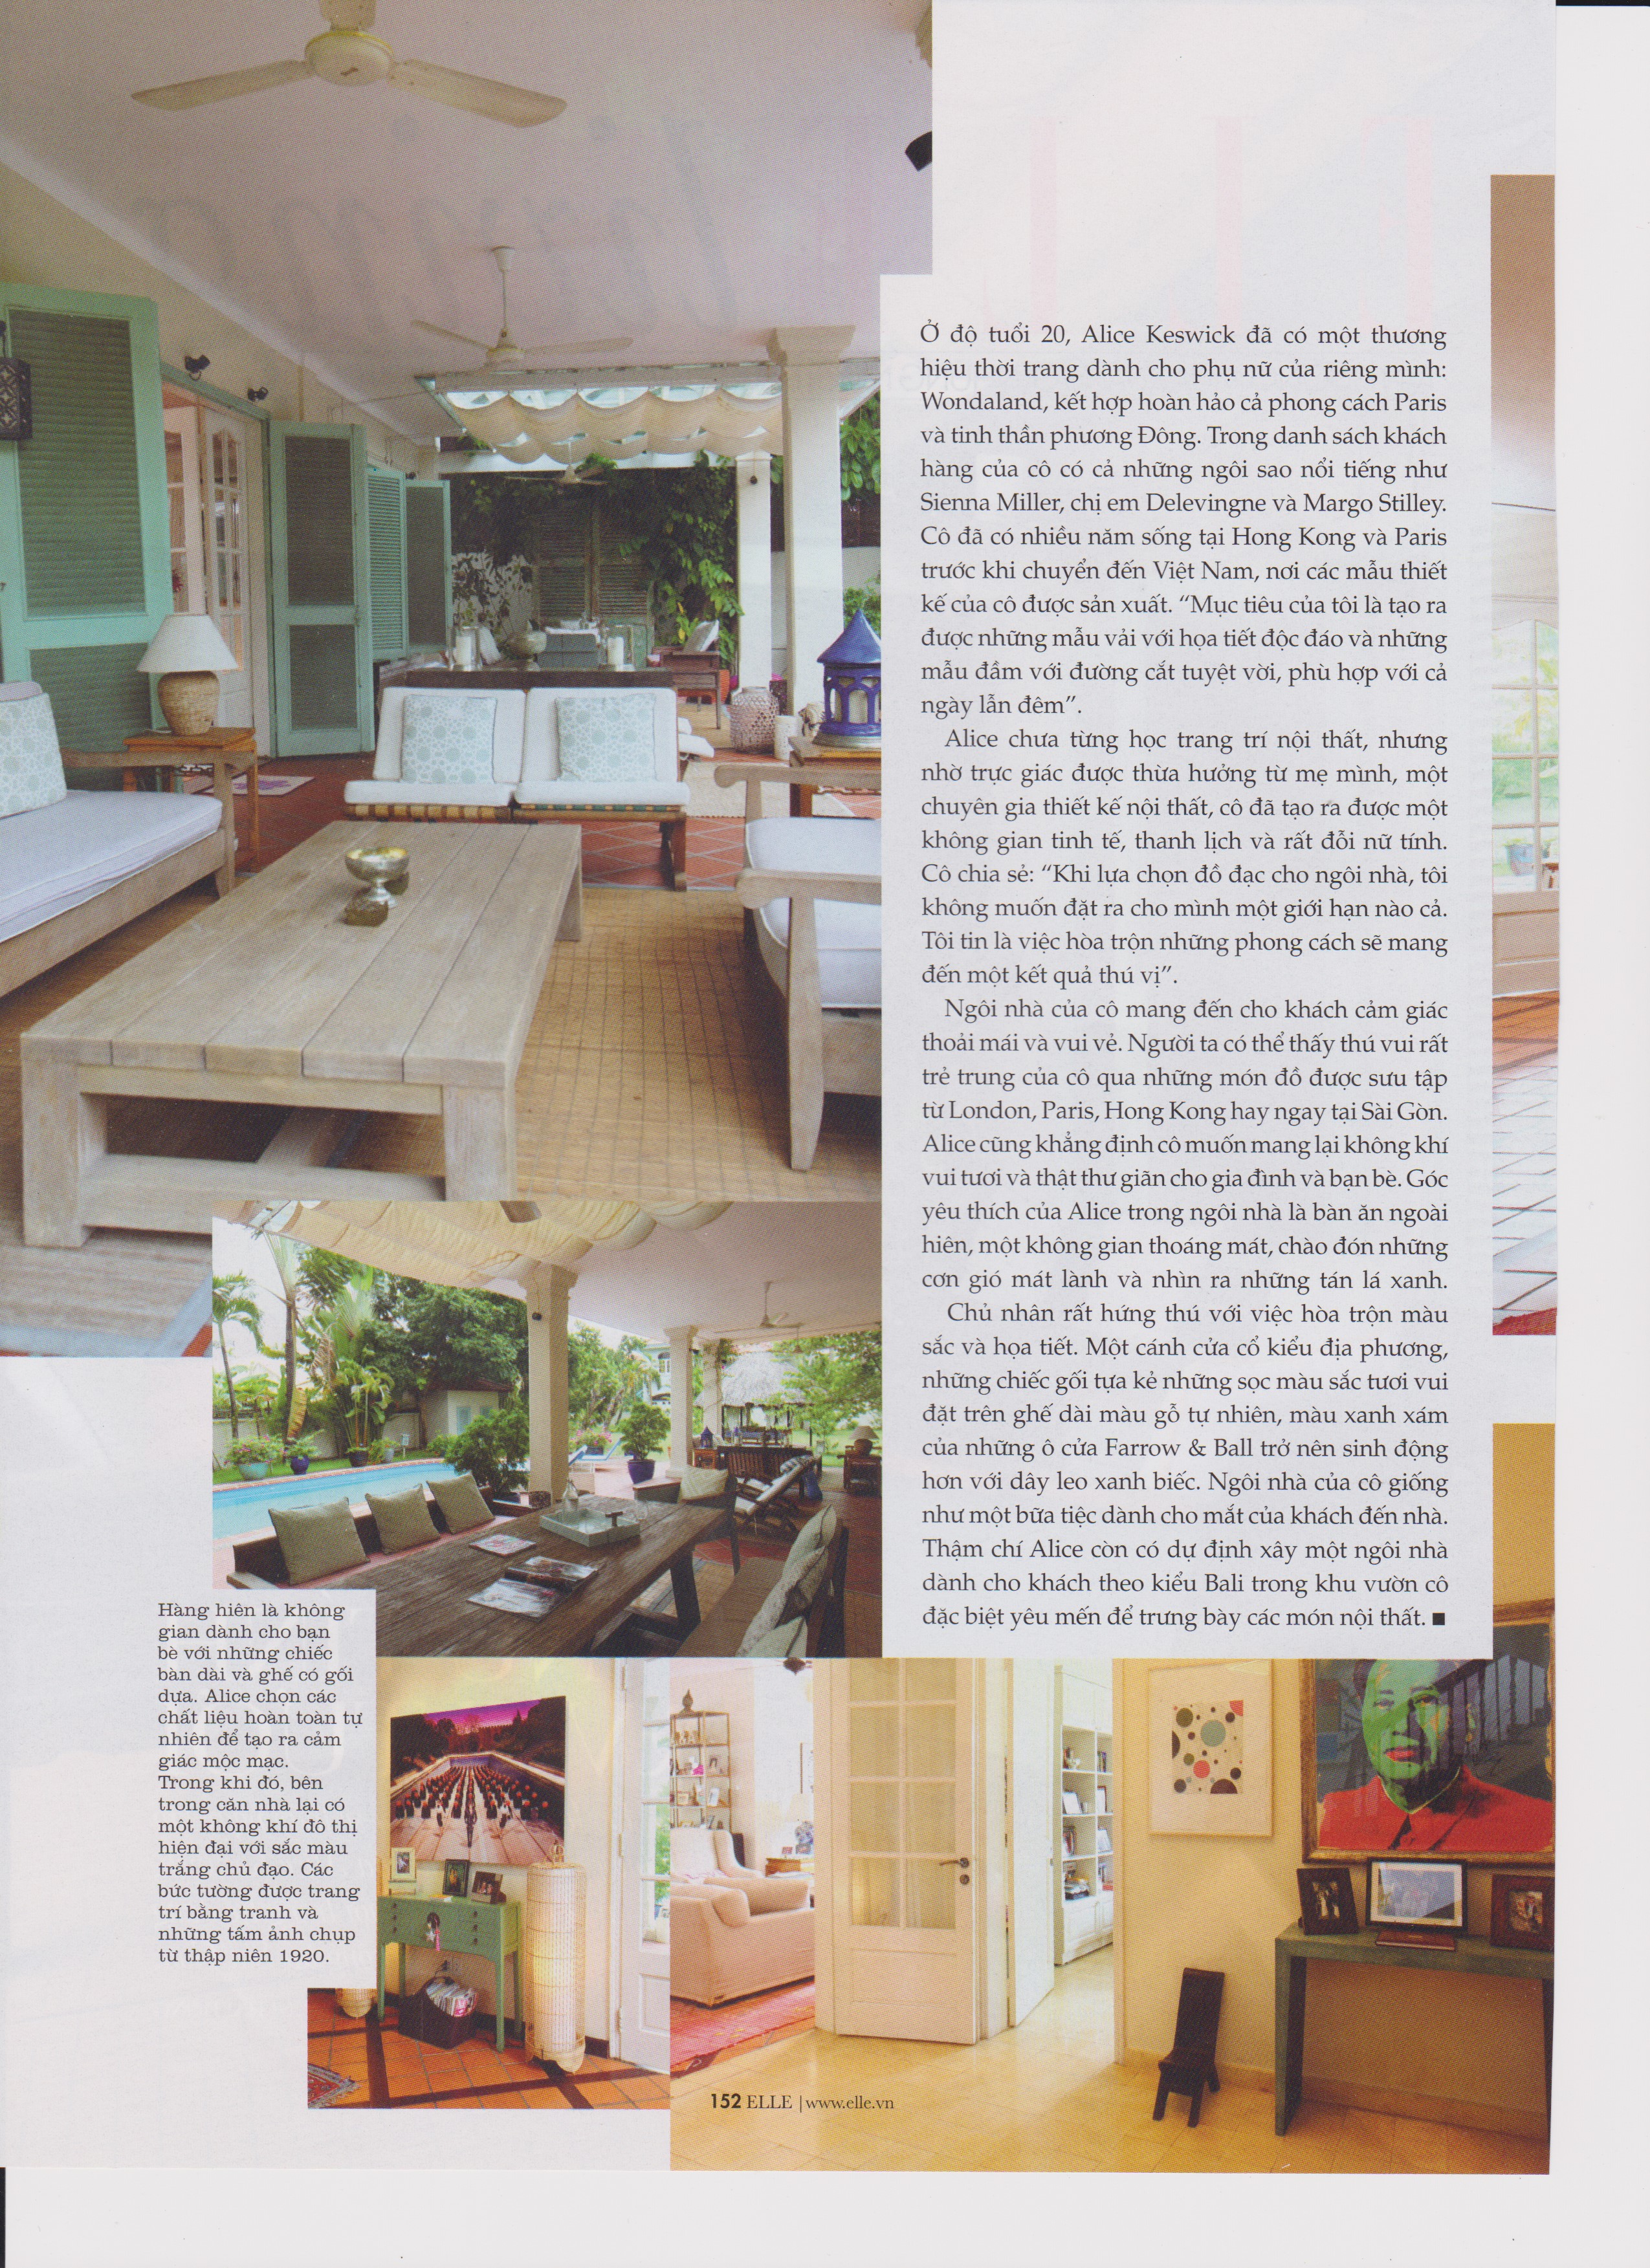 Ở độ tuổi 20, Alice Keswick đã có một thương
hiệu thời trang dành cho phụ nữ của riêng mình:
Wondaland, kết hợp hoàn hảo cả phong cách Paris
và tinh thần phương Đông. Trong danh sách khách
hàng của cô có cả những ngôi sao nổi tiếng như
Sienna Miller, chị em Delevingne và Margo Stilley.
Cô đã có nhiều năm sống tại Hong Kong và Paris
trước khi chuyển đến Việt Nam, nơi các mẫu thiết
kế của cô được sản xuất. “Mục tiêu của tôi là tạo ra
được những mẫu vải với họa tiết độc đáo và những
mẫu đầm với đường cắt tuyệt vời, phù hợp với cả
ngày lẫn đêm”.
Alice chưa từng học trang trí nội thất, nhưng
nhờ trực giác được thừa hưởng từ mẹ mình, một
chuyên gia thiết kế nội thất, cô đã tạo ra được một
không gian tinh tế, thanh lịch và rất đỗi nữ tính.
Cô chia sẻ: “Khi lựa chọn đồ đạc cho ngôi nhà, tôi
không muốn đặt ra cho mình một giới hạn nào cả.
Tôi tin là việc hòa trộn những phong cách sẽ mang
đến một kết quả thú vị”.
Ngôi nhà của cô mang đến cho khách cảm giác
thoải mái và vui vẻ. Người ta có thể thấy thú vui rất
trẻ trung của cô qua những món đồ được sưu tập
từ London, Paris, Hong Kong hay ngay tại Sài Gòn.
Alice cũng khẳng định cô muốn mang lại không khí
vui tươi và thật thư giãn cho gia đình và bạn bè. Góc
yêu thích của Alice trong ngôi nhà là bàn ăn ngoài
hiên, một không gian thoáng mát, chào đón những
cơn gió mát lành và nhìn ra những tán lá xanh.
Chủ nhân rất hứng thú với việc hòa trộn màu
sắc và họa tiết. Một cánh cửa cổ kiểu địa phương,
những chiếc gối tựa kẻ những sọc màu sắc tươi vui
đặt trên ghế dài màu gỗ tự nhiên, màu xanh xám
của những ô cửa Farrow & Ball trở nên sinh động
hơn với dây leo xanh biếc. Ngôi nhà của cô giống
như một bữa tiệc dành cho mắt của khách đến nhà.
Thậm chí Alice còn có dự định xây một ngôi nhà
dành cho khách theo kiểu Bali trong khu vườn cô
đặc biệt yêu mến để trưng bày các món nội thất. ■
Hàng hiên là không
gian dành cho bạn
bè với những chiếc
bàn dài và ghế có gối
dựa. Alice chọn các
chất liệu hoàn toàn tự
nhiên để tạo ra cảm
giác mộc mạc.
Trong khi đó, bên
trong căn nhà lại có
một không khí đô thị
hiện đại với sắc màu
trắng chủ đạo. Các
bức tường được trang
trí bằng tranh và
những tấm ảnh chụp
từ thập niên 1920.
152 ELLE | www.elle.vn